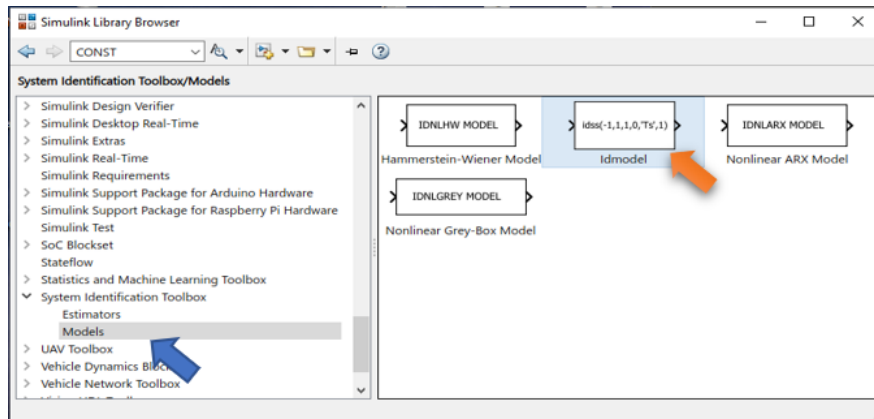 Simulink Library Browser
CONST
System Identification Toolbox/Models
Simulink Design Verifier
Simulink Desktop Real-Time
Simulink Extras
Simulink Real-Time
Simulink Requirements
Simulink Support Package for Arduino Hardware
Simulink Support Package for Raspberry Pi Hardware
Simulink Test
SoC Blockset
Stateflow
Statistics and Machine Learning Toolbox
System Identification Toolbox
Estimators
Models
UAV Toolbox
Vehicle Dynamics
Vehicle Network Toolbox
IDNLHW MODEL
Hammerstein-Wiener Model
idss(-1,1,1,0,'Ts',1)
Idmodel
IDNLARX MODEL
Nonlinear ARX Model
IDNLGREY MODEL
Nonlinear Grey-Box Model